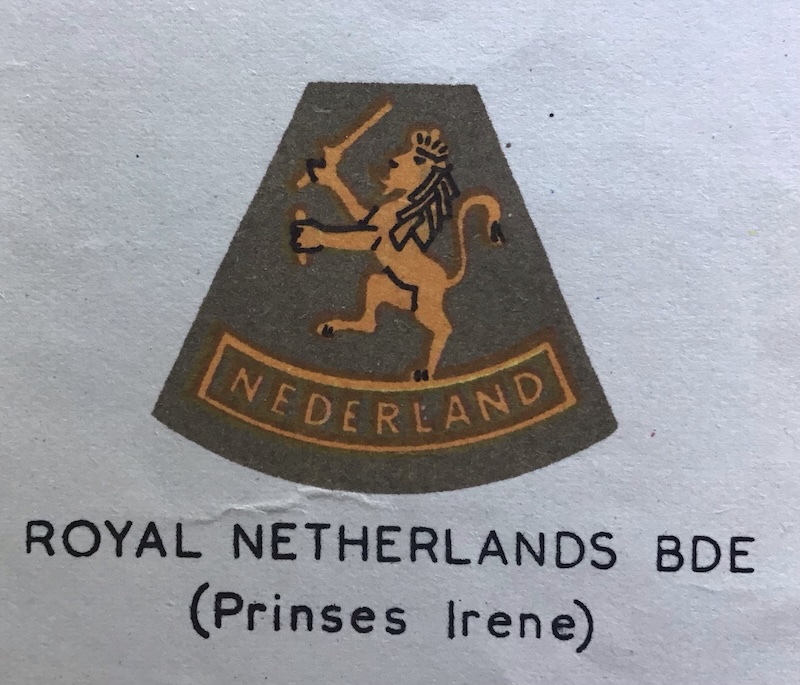 NEDERLAND
ROYAL NETHERLANDS BDE
(Prinses Irene)